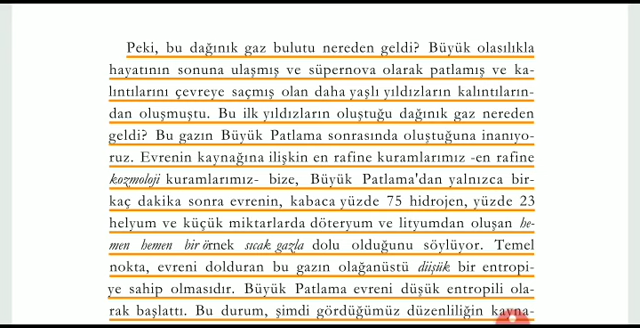 Peki, bu dağınık gaz bulutu nereden geldi? Büyük olasılıkla
hayatının sonuna ulaşmış ve süpernova olarak patlamış ve ka-
lıntılarını çevreye saçmış olan daha yaşlı yıldızların kalıntıların-
dan oluşmuştu. Bu ilk yıldızların oluştuğu dağınık gaz nereden
geldi? Bu gazın Büyük Patlama sonrasında oluştuğuna inanıyo-
ruz. Evrenin kaynağına ilişkin en rafine kuramlarımız -en rafine
kozmoloji kuramlarımız- bize, Büyük Patlama'dan yalnızca bir-
kaç dakika sonra evrenin, kabaca yüzde 75 hidrojen, yüzde 23
helyum ve küçük miktarlarda döteryum ve lityumdan oluşan he-
men hemen bir örnek sıcak gazla dolu olduğunu söylüyor. Temel
nokta, evreni dolduran bu gazın olağanüstü düşük bir entropi-
ye sahip olmasıdır. Büyük Patlama evreni düşük entropili ola-
rak başlattı. Bu durum, şimdi gördüğümüz düzenliliğin kayna-